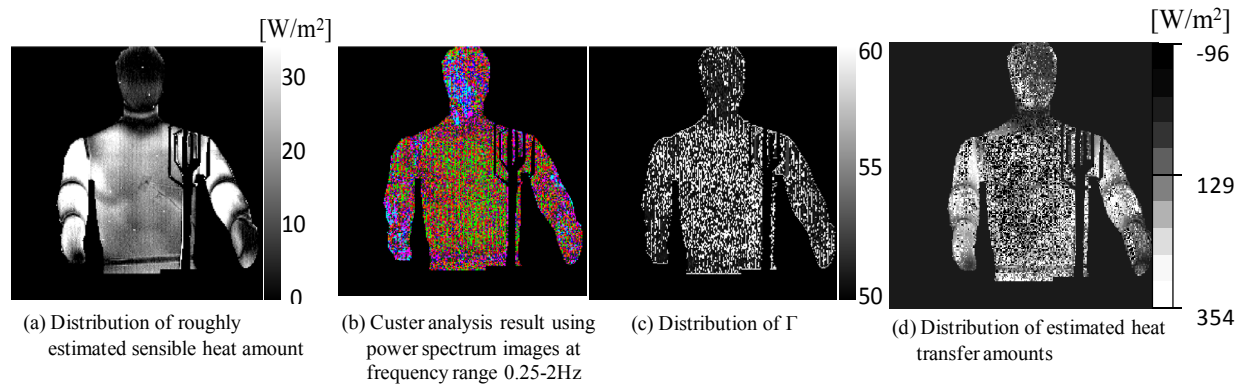 [W/m²]
30
20
10
0
60
55
50
[W/m²]
-96
129
354
(a) Distribution of roughly
estimated sensible heat amount
(b) Custer analysis result using
power spectrum images at
frequency range 0.25-2Hz
(c) Distribution of Γ
(d) Distribution of estimated heat
transfer amounts